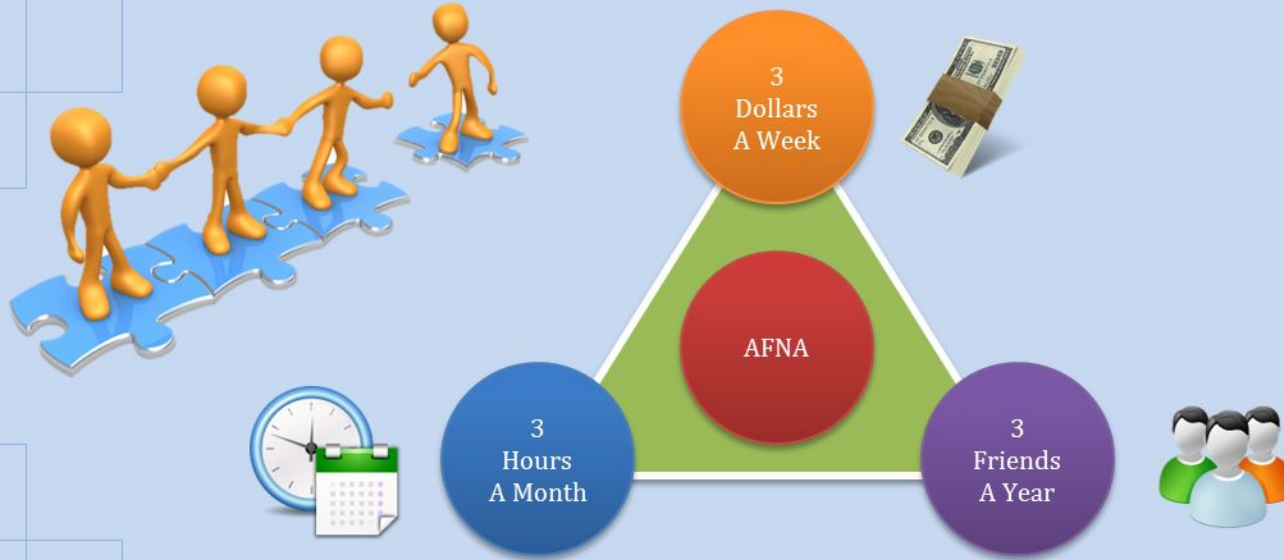 3
Dollars
A Week
AFNA
3
Hours
A Month
3
Friends
A Year